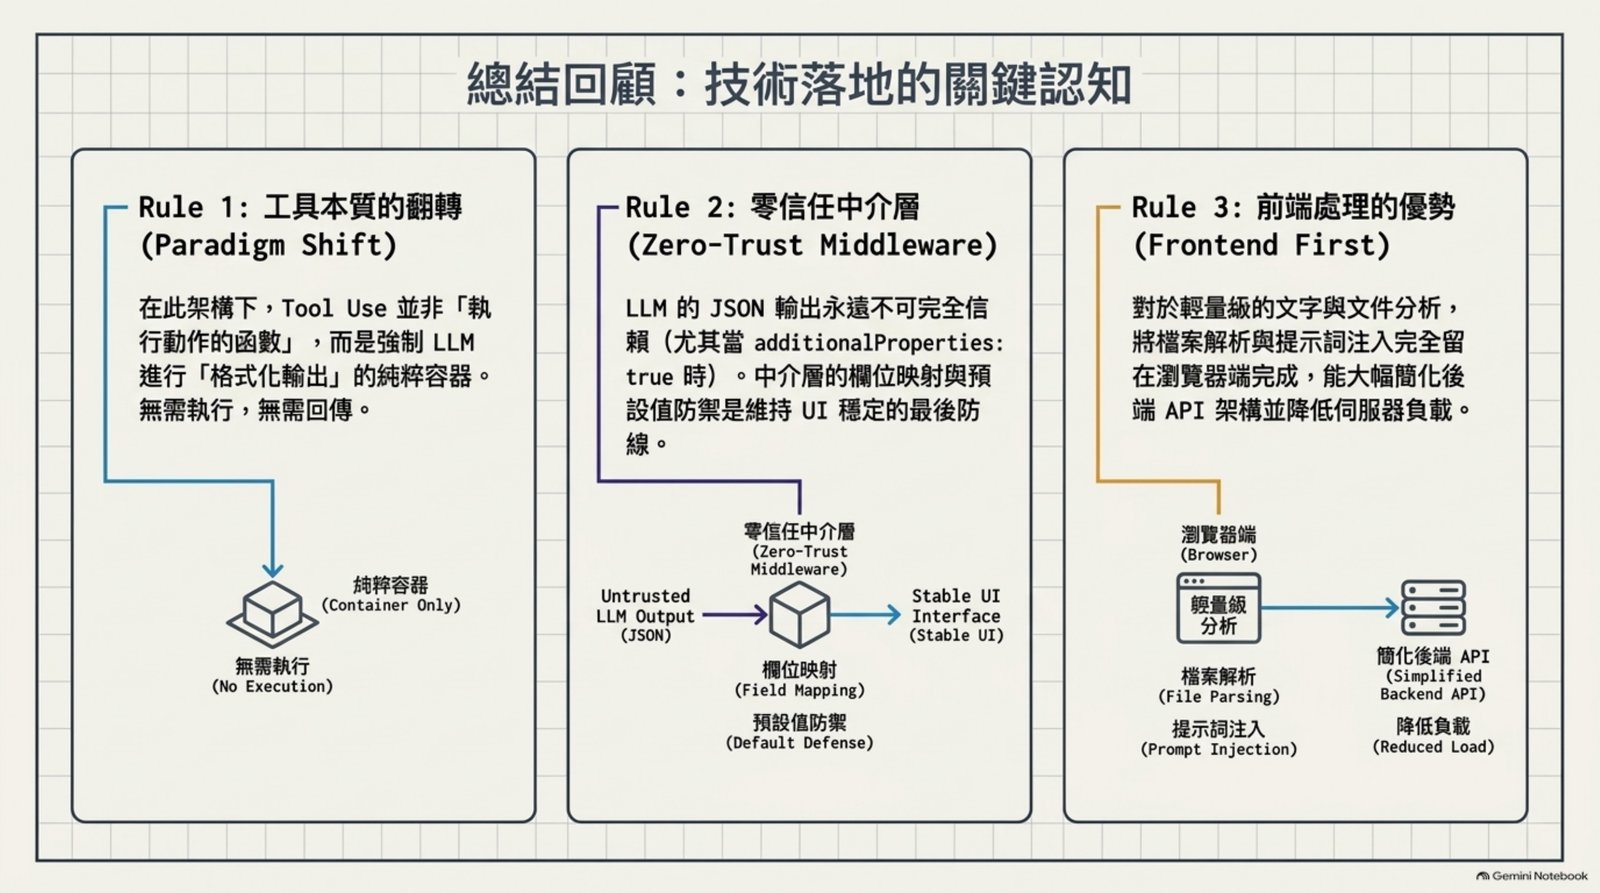 總結回顧：技術落地的關鍵認知
Rule 1: 工具本質的翻轉
(Paradigm Shift)
在此架構下，Tool Use 並非「執
行動作的函數」，而是強制 LLM
進行「格式化輸出」的純粹容器。
無需執行，無需回傳。
純粹容器
(Container Only)
無需執行
(No Execution)
Rule 2: 零信任中介層
(Zero-Trust Middleware)
LLM 的 JSON 輸出永遠不可完全信
賴（尤其當 additionalProperties:
true 時）。中介層的欄位映射與預
設值防禦是維持 UI 穩定的最後防
線。
零信任中介層
(Zero-Trust
Middleware)
Untrusted
LLM Output
(JSON)
Stable UI
Interface
(Stable UI)
欄位映射
(Field Mapping)
預設值防禦
(Default Defense)
Rule 3: 前端處理的優勢
(Frontend First)
對於輕量級的文字與文件分析，
將檔案解析與提示詞注入完全留
在瀏覽器端完成，能大幅簡化後
端 API 架構並降低伺服器負載。
瀏覽器端
(Browser)
輕量級
分析
檔案解析
(File Parsing)
提示詞注入
(Prompt Injection)
簡化後端 API
(Simplified
Backend API)
降低負載
(Reduced Load)
Gemini Notebook